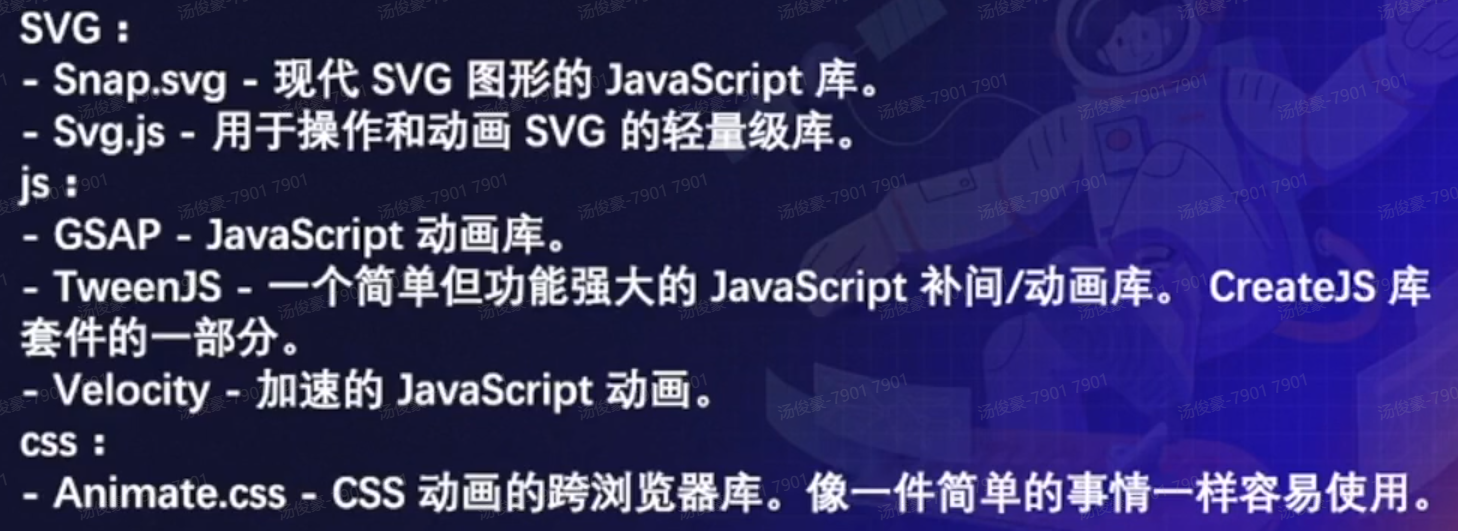 SVG：
- Snap.svg - 现代 SVG 图形的 JavaScript 库。
- Svg.js - 用于操作和动画 SVG 的轻量级库。
js：
- GSAP - JavaScript 动画库。
- TweenJS - 一个简单但功能强大的 JavaScript 补间/动画库。 CreateJS 库
套件的一部分。
- Velocity - 加速的 JavaScript 动画。
css：
- Animate.css - CSS 动画的跨浏览器库。像一件简单的事情一样容易使用。
汤俊豪-7901 7901